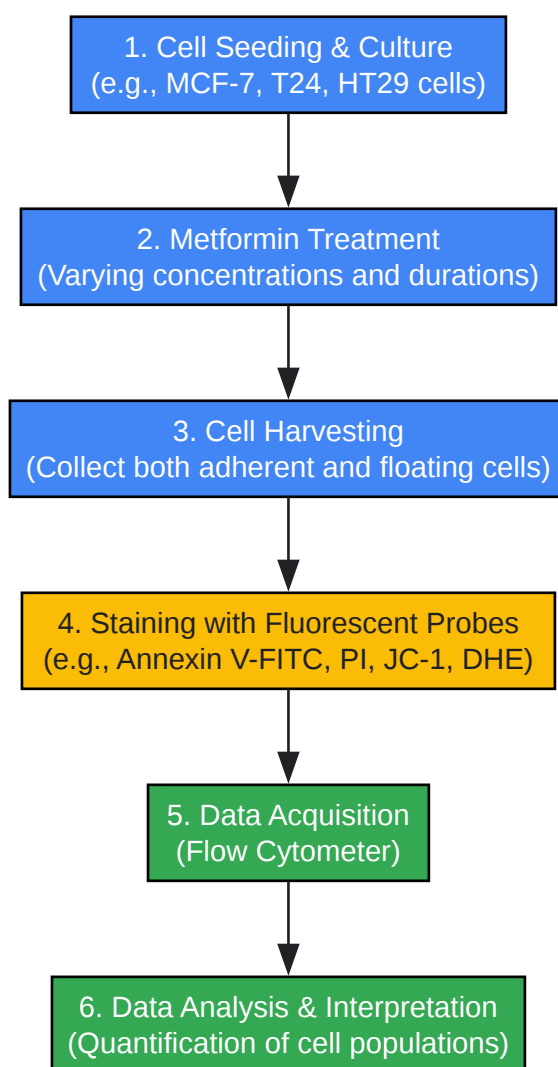 1. Cell Seeding & Culture
(e.g., MCF-7, T24, HT29 cells)
2. Metformin Treatment
(Varying concentrations and durations)
3. Cell Harvesting
(Collect both adherent and floating cells)
4. Staining with Fluorescent Probes
(e.g., Annexin V-FITC, PI, JC-1, DHE)
5. Data Acquisition
(Flow Cytometer)
6. Data Analysis & Interpretation
(Quantification of cell populations)